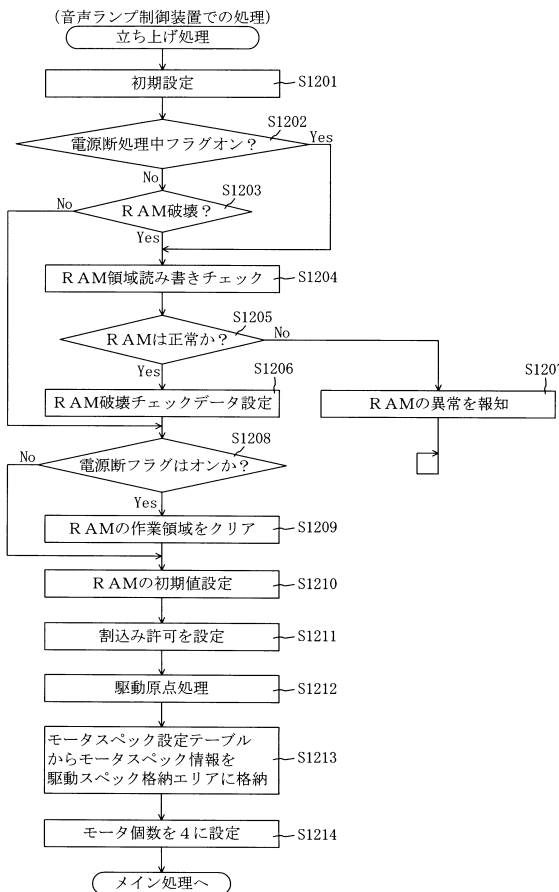 (音声ランプ制御装置での処理)
立ち上げ処理
初期設定
S1201
S1202
電源断処理中フラグオン?
Yes
No
S1203
No
RAM破壊?
Yes
RAM領域読み書きチェック
S1204
S1205
RAMは正常か?
No
Yes
S1206
S1207
RAM破壊チェックデータ設定
RAMの異常を報知
S1208
No
電源断フラグはオンか?
Yes
RAMの作業領域をクリア
S1209
RAMの初期値設定
S1210
割込み許可を設定
S1211
駆動原点処理
S1212
モータスペック設定テーブル
からモータスペック情報を
駆動スペック格納エリアに格納
S1213
モータ個数を4に設定
S1214
メイン処理へ